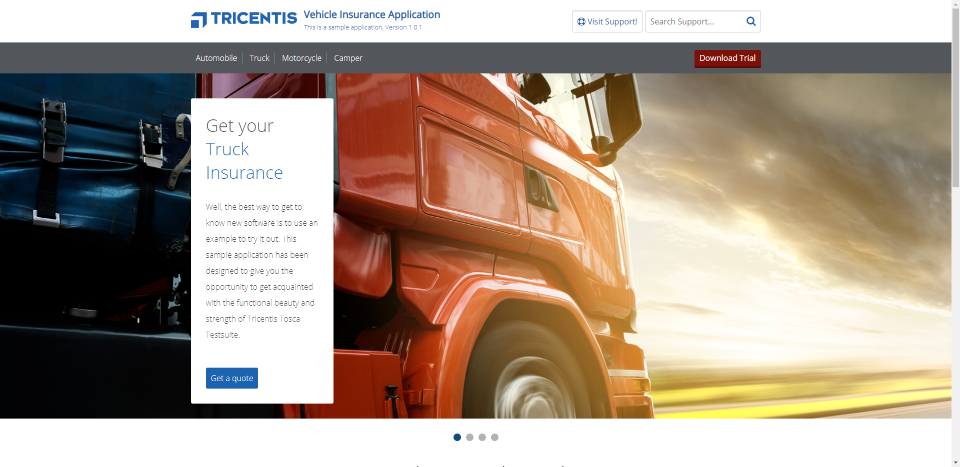 TRICENTIS
Vehicle Insurance Application
This is a sample application. Version 1.0.1
Visit Support!
Search Support...
Automobile
Truck
Motorcycle
Camper
Download Trial
Get your
Truck
Insurance
Well, the best way to get to
know new software is to use an
example to try it out. This
sample application has been
designed to give you the
opportunity to get acquainted
with the functional beauty and
strength of Tricentis Tosca
Testsuite.
Get a quote